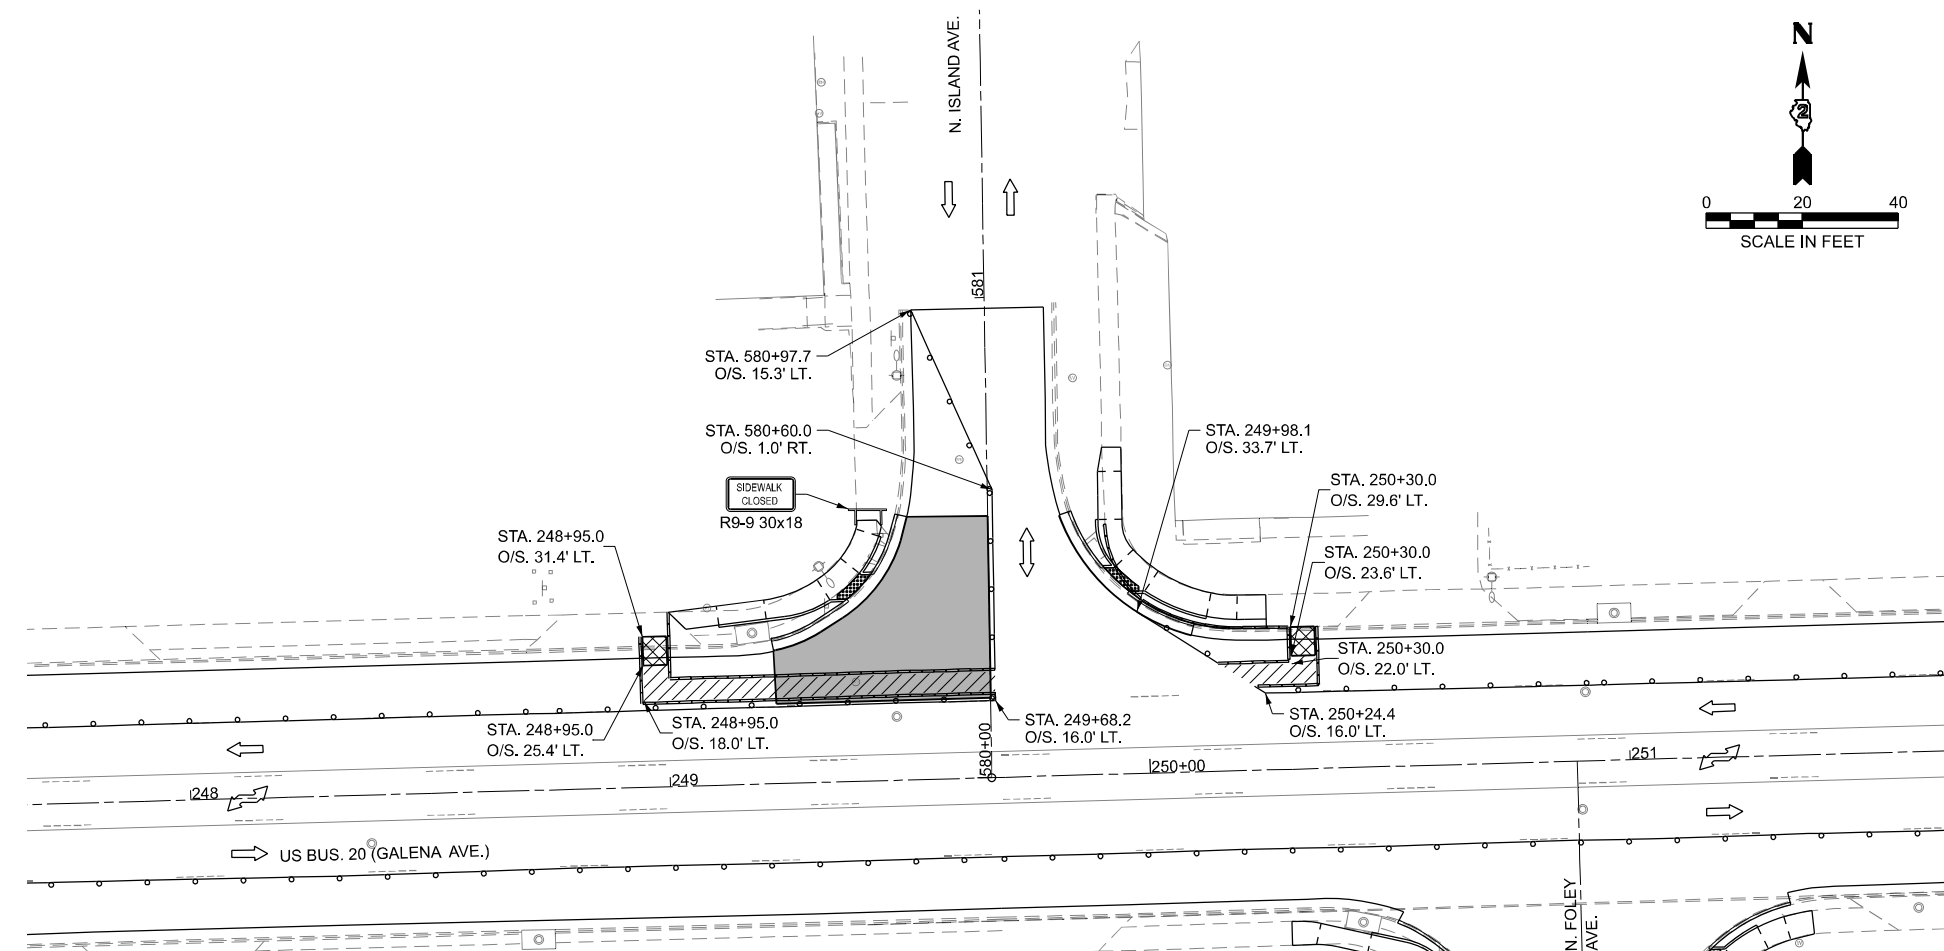 N. ISLAND AVE.
N
2
0 20 40
SCALE IN FEET
581
STA. 580+97.7
O/S. 15.3' LT.
STA. 580+60.0
O/S. 1.0' RT.
STA. 249+98.1
O/S. 33.7' LT.
SIDEWALK
CLOSED
R9-9 30x18
STA. 250+30.0
O/S. 29.6' LT.
STA. 248+95.0
O/S. 31.4' LT.
STA. 250+30.0
O/S. 23.6' LT.
STA. 250+30.0
O/S. 22.0' LT.
STA. 248+95.0
O/S. 25.4' LT.
STA. 248+95.0
O/S. 18.0' LT.
STA. 249+68.2
O/S. 16.0' LT.
STA. 250+24.4
O/S. 16.0' LT.
580+00
248
249
250+00
251
US BUS. 20 (GALENA AVE.)
N. FOLEY
AVE.